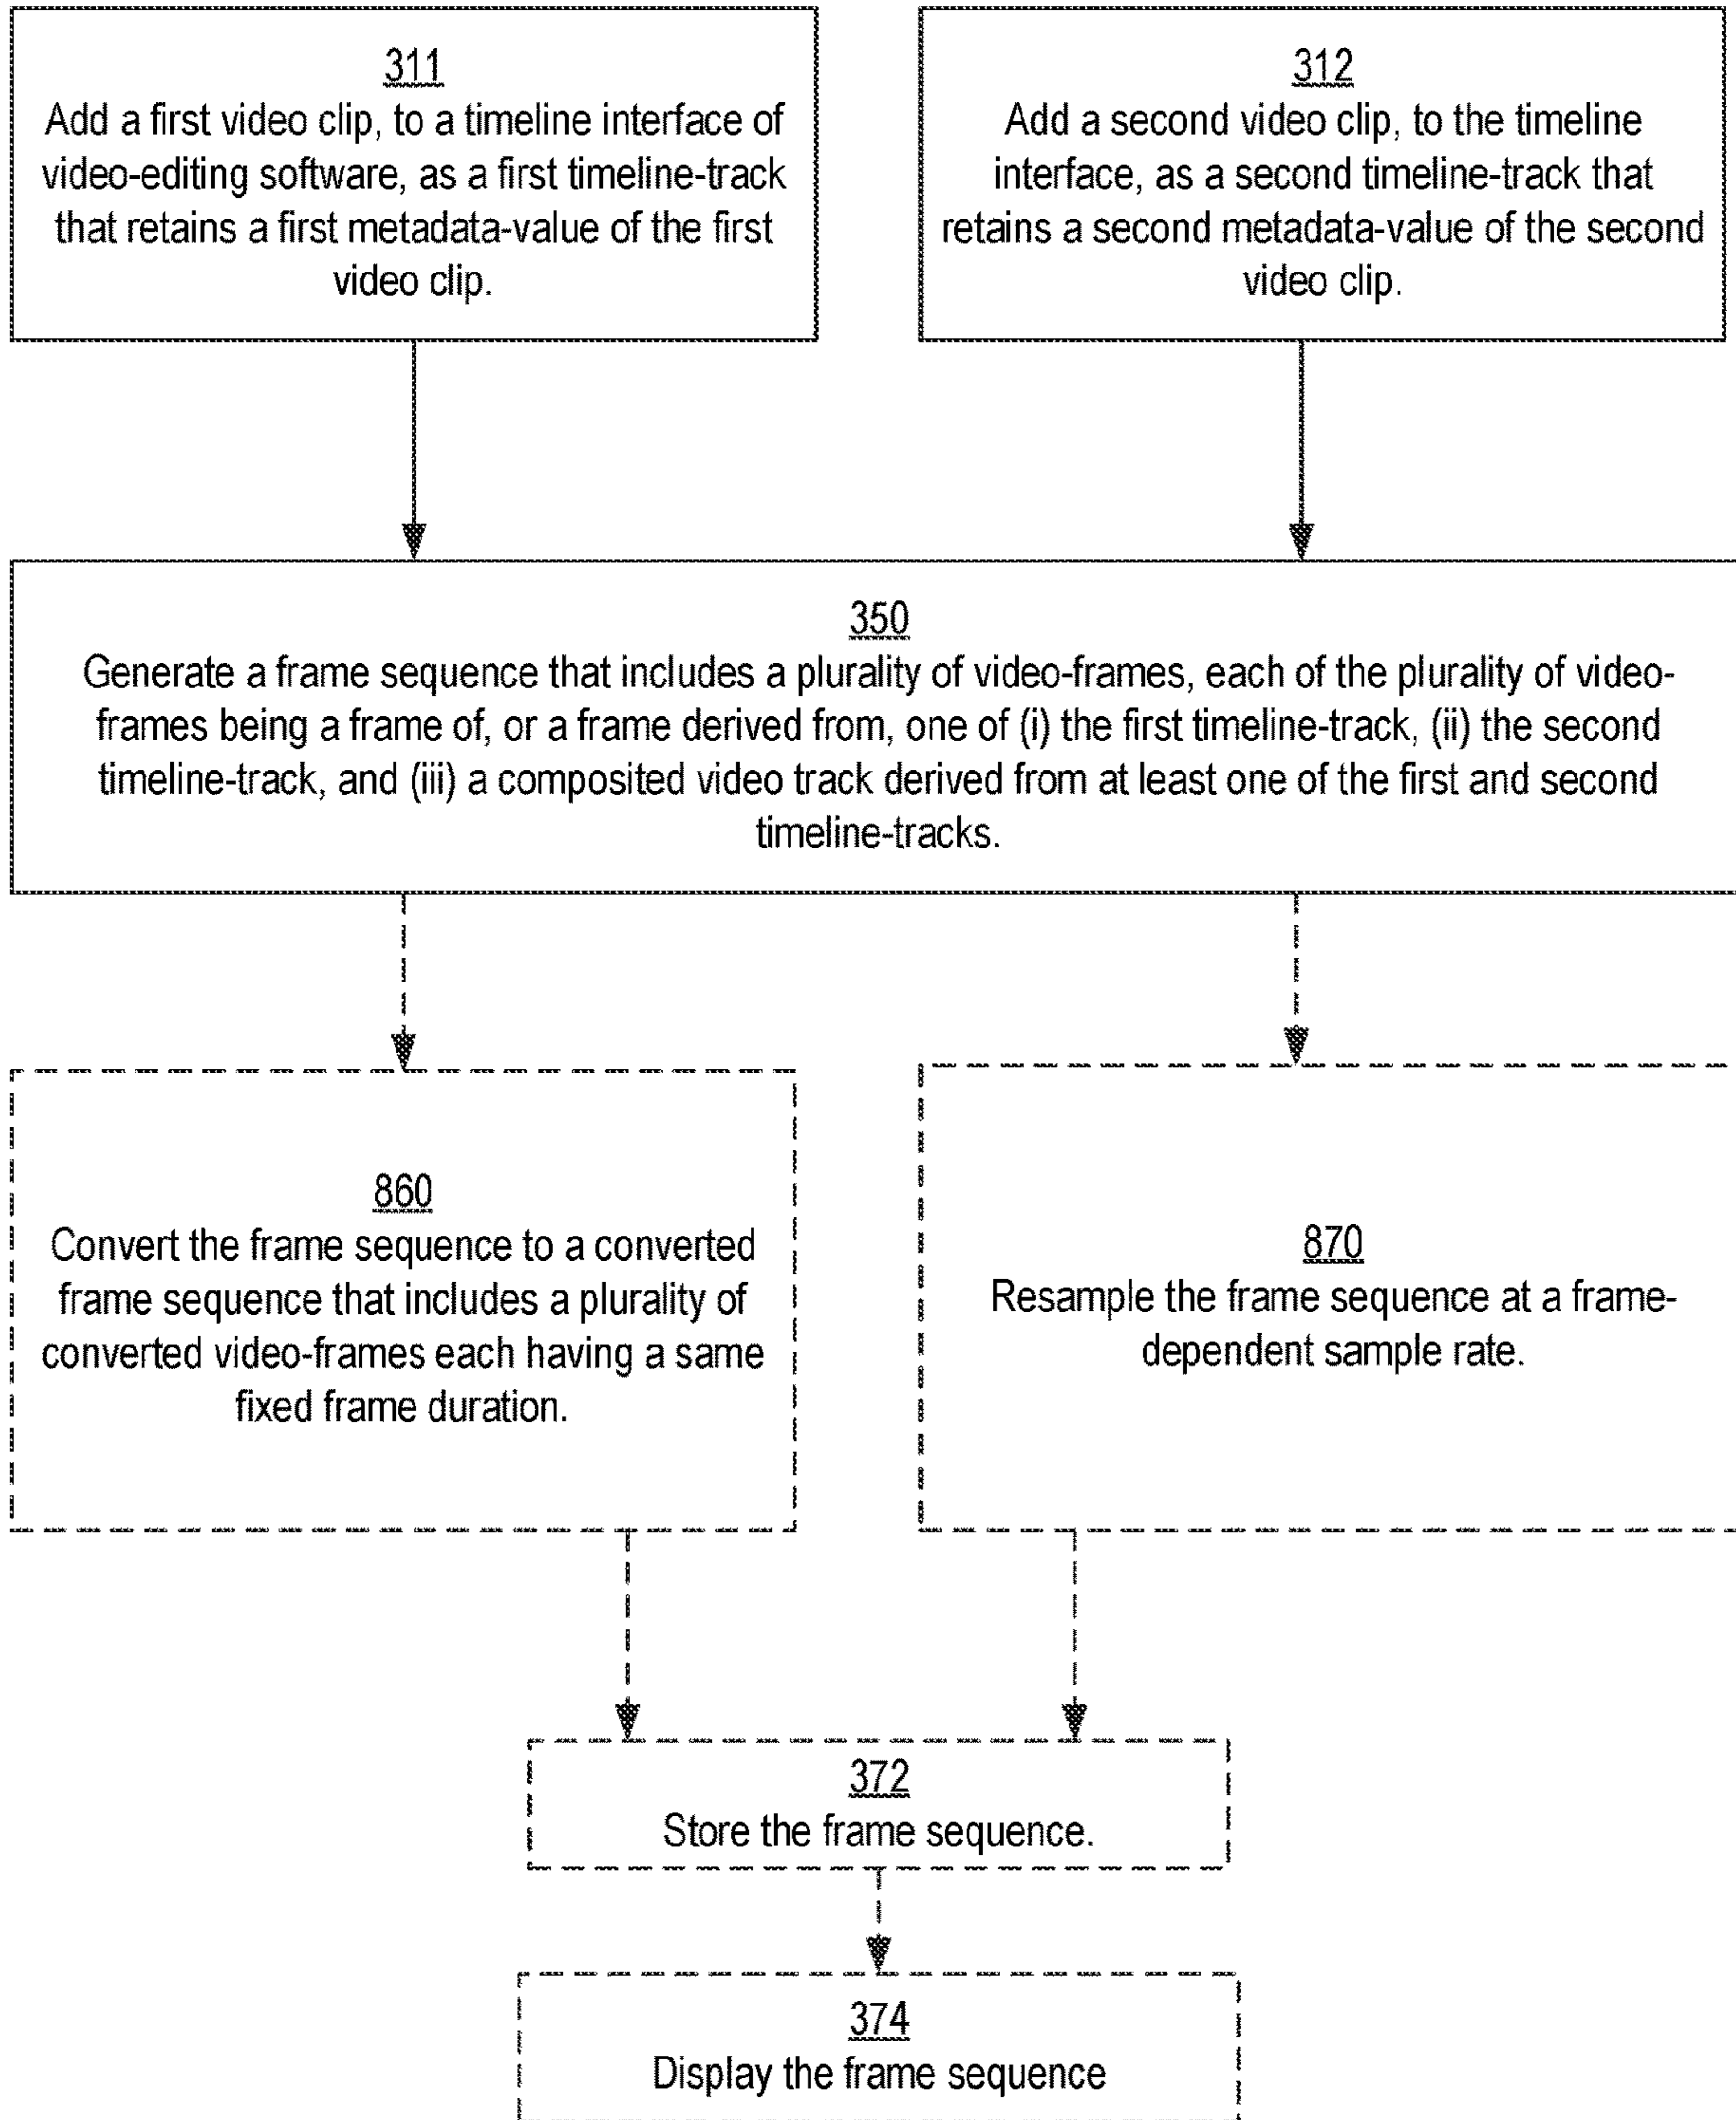 311
Add a first video clip, to a timeline interface of
video-editing software, as a first timeline-track
that retains a first metadata-value of the first
video clip.
312
Add a second video clip, to the timeline
interface, as a second timeline-track that
retains a second metadata-value of the second
video clip.
350
Generate a frame sequence that includes a plurality of video-frames, each of the plurality of video-
frames being a frame of, or a frame derived from, one of (i) the first timeline-track, (ii) the second
timeline-track, and (iii) a composited video track derived from at least one of the first and second
timeline-tracks.
860
Convert the frame sequence to a converted
frame sequence that includes a plurality of
converted video-frames each having a same
fixed frame duration.
870
Resample the frame sequence at a frame-
dependent sample rate.
372
Store the frame sequence.
374
Display the frame sequence